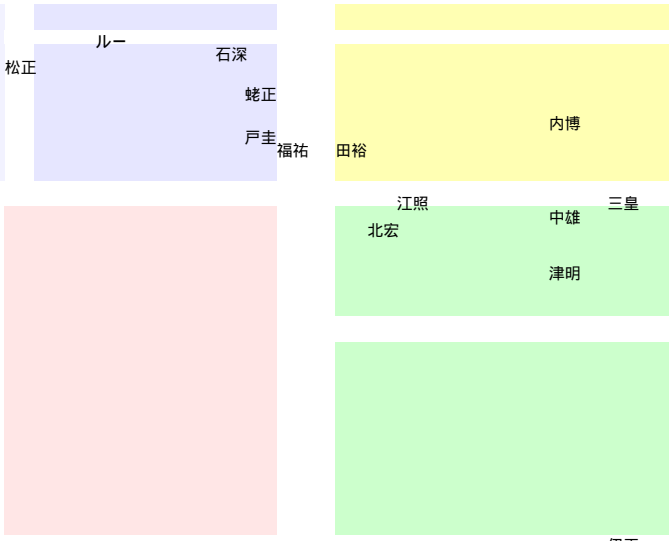 ルー
石深
松正
蛯正
内博
戸圭
福祐
田裕
江照
三皇
中雄
北宏
津明